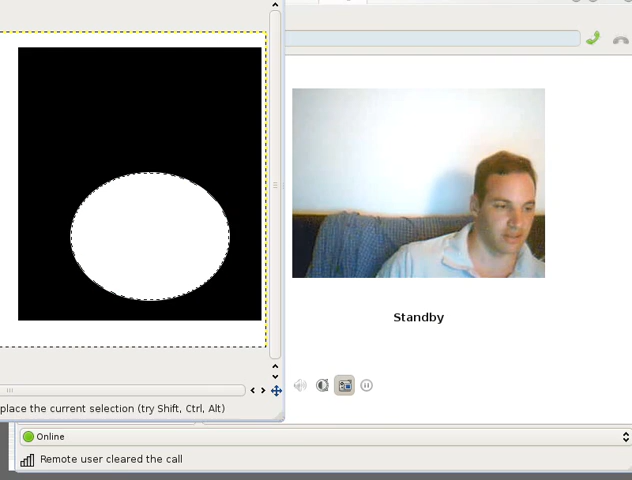 Standby
place the current selection (try Shift, Ctrl, Alt)
Online
Remote user cleared the call